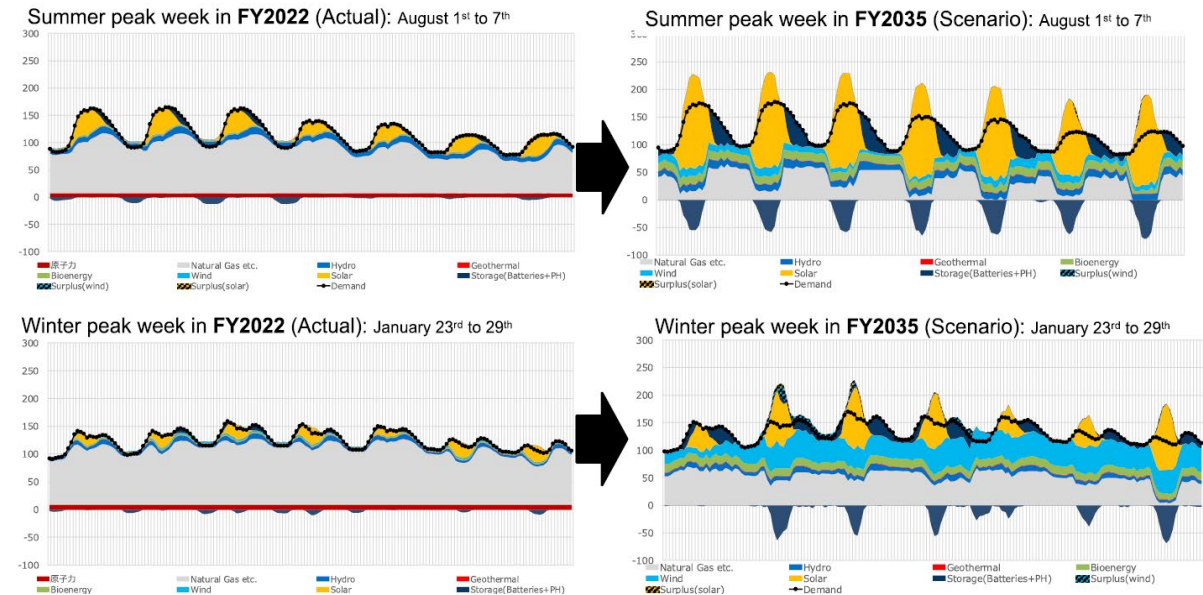 Summer peak week in FY2022 (Actual): August 1st to 7th
300
250
200
150
100
50
0
-50
-100
原子力 Natural Gas etc. Hydro Geothermal
Bioenergy Wind Solar Storage(Batteries+PH)
Surplus(wind) Surplus(solar) Demand
Summer peak week in FY2035 (Scenario): August 1st to 7th
250
200
150
100
50
0
-50
-100
Natural Gas etc. Hydro Geothermal Bioenergy
Wind Solar Storage(Batteries+PH) Surplus(wind)
Surplus(solar) Demand
Winter peak week in FY2022 (Actual): January 23rd to 29th
300
250
200
150
100
50
0
-50
-100
原子力 Natural Gas etc. Hydro Geothermal
Bioenergy Wind Solar Storage(Batteries+PH)
Winter peak week in FY2035 (Scenario): January 23rd to 29th
300
250
200
150
100
50
0
-50
-100
Natural Gas etc. Hydro Geothermal Bioenergy
Wind Solar Storage(Batteries+PH) Surplus(wind)
Surplus(solar) Demand